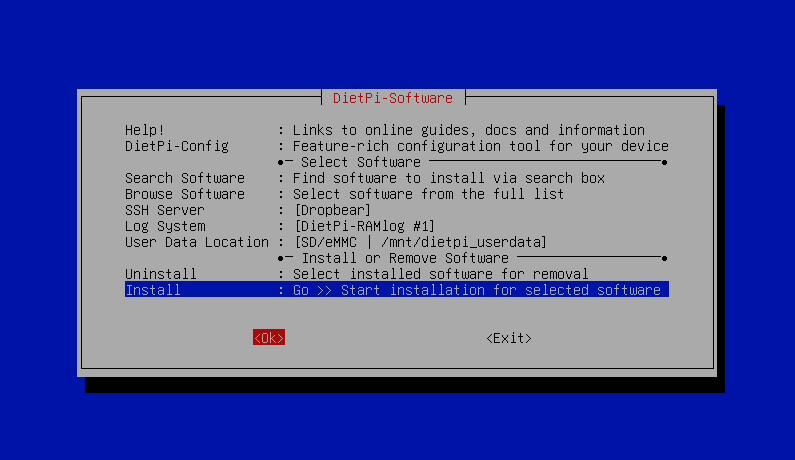 DietPi-Software
Help! : Links to online guides, docs and information
DietPi-Config : Feature-rich configuration tool for your device
●─ Select Software ─●
Search Software : Find software to install via search box
Browse Software : Select software from the full list
SSH Server : [Dropbear]
Log System : [DietPi-RAMlog #1]
User Data Location : [SD/eMMC | /mnt/dietpi_userdata]
●─ Install or Remove Software ─●
Uninstall : Select installed software for removal
Install : Go >> Start installation for selected software
<Ok> <Exit>